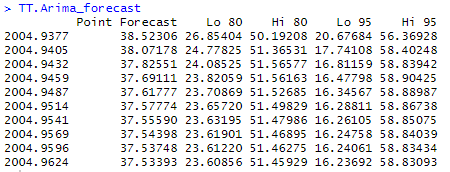 > TT.Arima_forecast
Point Forecast Lo 80 Hi 80 Lo 95 Hi 95
2004.9377 38.52306 26.85404 50.19208 20.67684 56.36928
2004.9405 38.07178 24.77825 51.36531 17.74108 58.40248
2004.9432 37.82551 24.08525 51.56577 16.81159 58.83942
2004.9459 37.69111 23.82059 51.56163 16.47798 58.90425
2004.9487 37.61777 23.70869 52.52685 16.34567 58.88987
2004.9514 37.57774 23.65720 51.49829 16.28811 58.86738
2004.9541 37.55590 23.63195 51.47986 16.26105 58.85075
2004.9569 37.54398 23.61901 51.46895 16.24758 58.84039
2004.9596 37.53748 23.61220 51.46275 16.24061 58.83434
2004.9624 37.53393 23.60856 51.45929 16.23692 58.83093